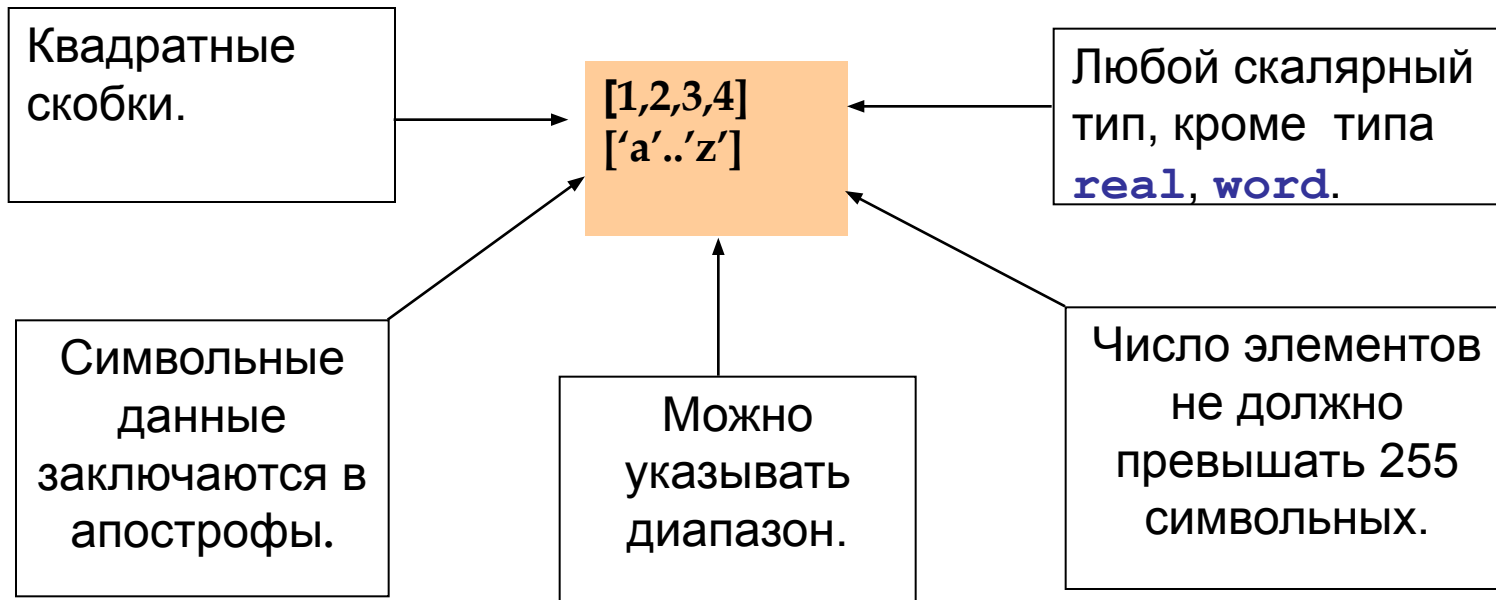 Квадратные
скобки.
[1,2,3,4]
[‘a’..’z’]
Любой скалярный
тип, кроме типа
real, word.
Символьные
данные
заключаются в
апострофы.
Можно
указывать
диапазон.
Число элементов
не должно
превышать 255
символьных.